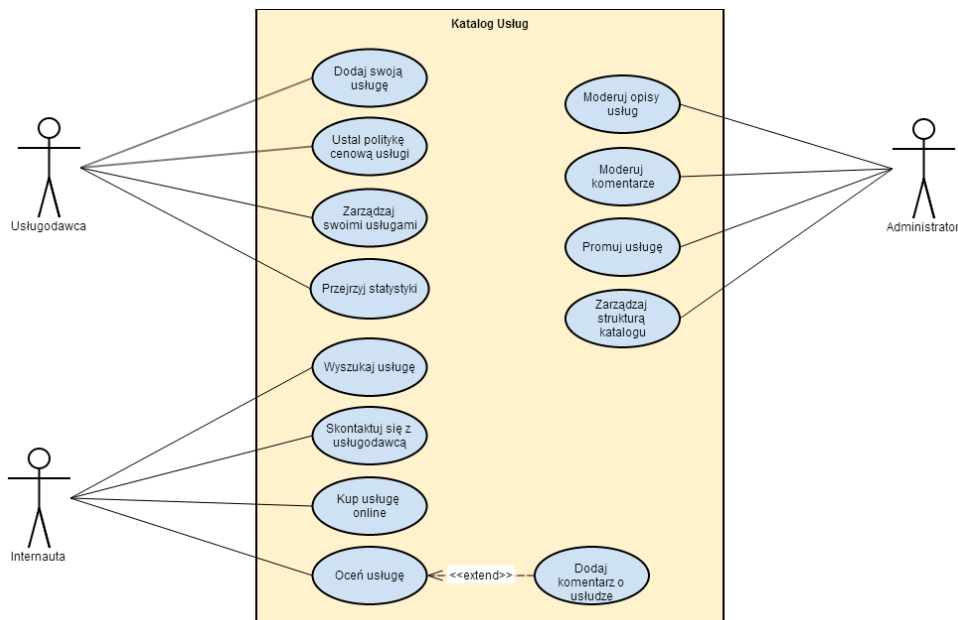 Katalog Usług
Dodaj swoją
usługę
Ustal politykę
cenową usługi
Zarządzaj
swoimi usługami
Przejrzyj statystyki
Usługodawca
Moderuj opisy
usług
Moderuj
komentarze
Promuj usługę
Zarządzaj
strukturą
katalogu
Administrator
Wyszukaj usługę
Skontaktuj się z
usługodawcą
Kup usługę
online
Oceń usługę
Internauta
<<extend>>
Dodaj
komentarz o
usłudze